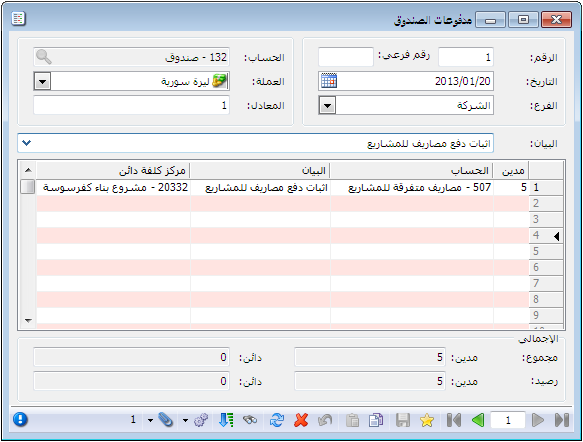 مدفوعات الصندوق
الرقم: 1 رقم فرعي:
الحساب: 132 - صندوق
التاريخ: 2013/01/20
العملة: ليرة سورية
الفرع: الشركة
المعادل: 1
البيان: اثبات دفع مصاريف للمشاريع
مدين الحساب البيان مركز كلفة دائن
1 5 507 - مصاريف متفرقة للمشاريع اثبات دفع مصاريف للمشاريع 20332 - مشروع بناء كفرسوسة
2
3
4
5
6
7
8
9
الإجمالي
مجموع: مدين: 5 دائن: 0
رصيد: مدين: 5 دائن: 0
1 1